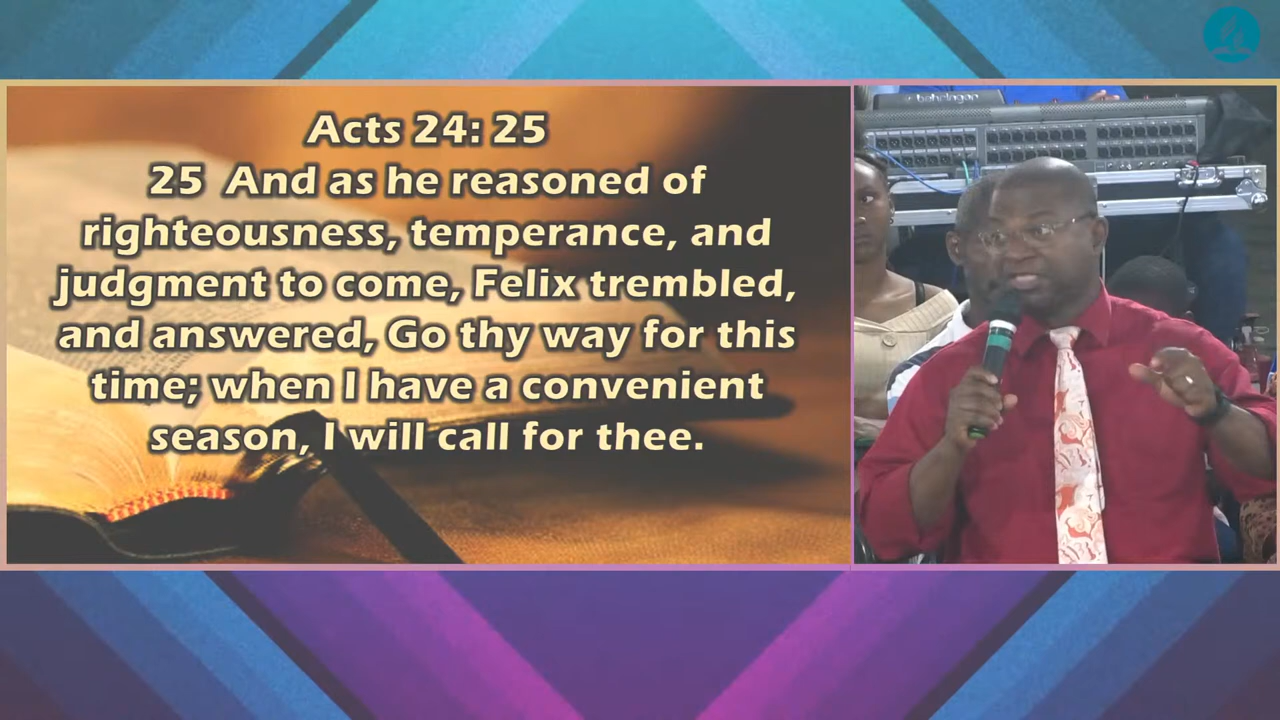 Acts 24: 25
25 And as he reasoned of
righteousness, temperance, and
judgment to come, Felix trembled,
and answered, Go thy way for this
time; when I have a convenient
season, I will call for thee.
behringer